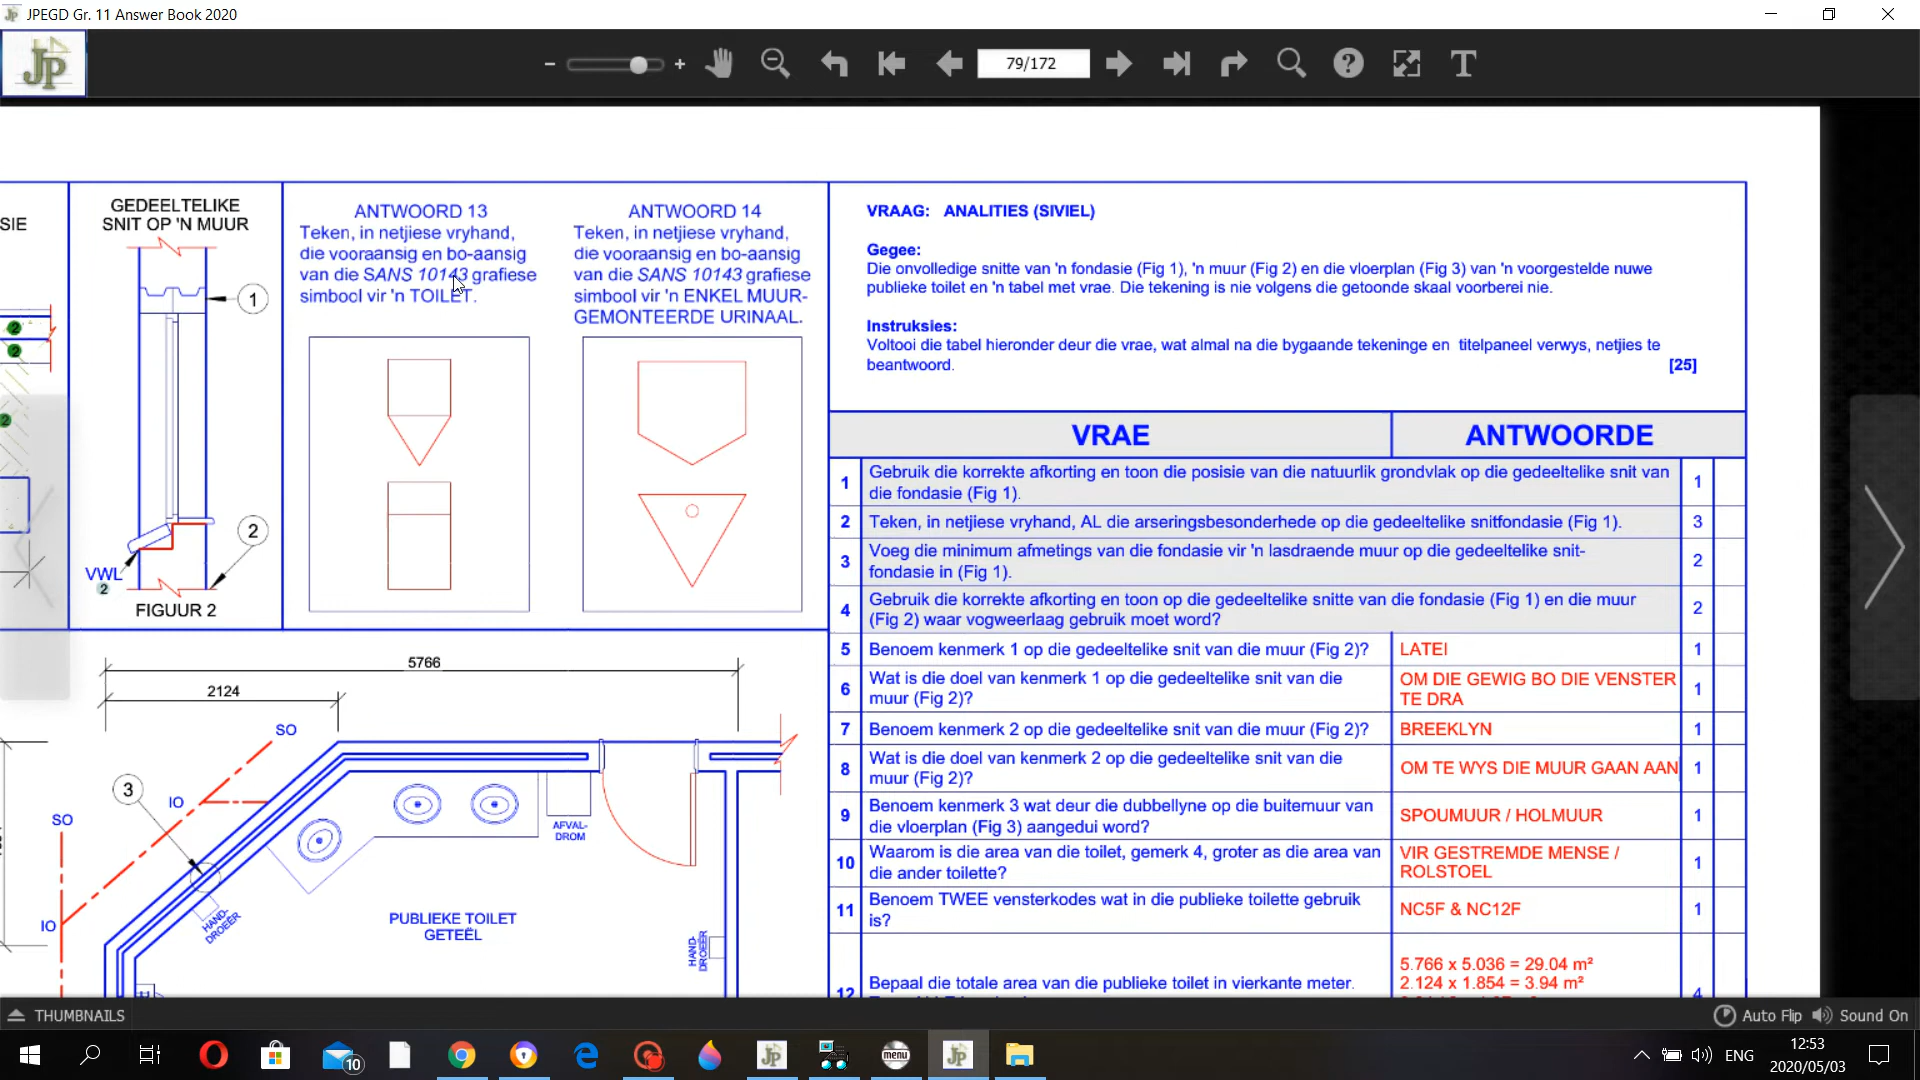 JPEGD Gr. 11 Answer Book 2020
JP
79/172
SIE
GEDEELTELIKE
SNIT OP 'N MUUR
1
2
2
2
2
VWL
2
FIGUUR 2
ANTWOORD 13
Teken, in netjiese vryhand,
die vooraansig en bo-aansig
van die SANS 10143 grafiese
simbool vir 'n TOILET.
ANTWOORD 14
Teken, in netjiese vryhand,
die vooraansig en bo-aansig
van die SANS 10143 grafiese
simbool vir 'n ENKEL MUUR-
GEMONTEERDE URINAAL.
VRAAG: ANALITIES (SIVIEL)
Gegee:
Die onvolledige snitte van 'n fondasie (Fig 1), 'n muur (Fig 2) en die vloerplan (Fig 3) van 'n voorgestelde nuwe
publieke toilet en 'n tabel met vrae. Die tekening is nie volgens die getoonde skaal voorberei nie.
Instruksies:
Voltooi die tabel hieronder deur die vrae, wat almal na die bygaande tekeninge en titelpaneel verwys, netjies te
beantwoord. [25]
VRAE ANTWOORDE
1 Gebruik die korrekte afkorting en toon die posisie van die natuurlik grondvlak op die gedeeltelike snit van
die fondasie (Fig 1). 1
2 Teken, in netjiese vryhand, AL die arseringsbesonderhede op die gedeeltelike snitfondasie (Fig 1). 3
3 Voeg die minimum afmetings van die fondasie vir 'n lasdraende muur op die gedeeltelike snit-
fondasie in (Fig 1). 2
4 Gebruik die korrekte afkorting en toon op die gedeeltelike snitte van die fondasie (Fig 1) en die muur
(Fig 2) waar vogweerlaag gebruik moet word? 2
5 Benoem kenmerk 1 op die gedeeltelike snit van die muur (Fig 2)? LATEI 1
6 Wat is die doel van kenmerk 1 op die gedeeltelike snit van die
muur (Fig 2)? OM DIE GEWIG BO DIE VENSTER
TE DRA 1
7 Benoem kenmerk 2 op die gedeeltelike snit van die muur (Fig 2)? BREEKLYN 1
8 Wat is die doel van kenmerk 2 op die gedeeltelike snit van die
muur (Fig 2)? OM TE WYS DIE MUUR GAAN AAN 1
9 Benoem kenmerk 3 wat deur die dubbellyne op die buitemuur van
die vloerplan (Fig 3) aangedui word? SPOUMUUR / HOLMUUR 1
10 Waarom is die area van die toilet, gemerk 4, groter as die area van
die ander toilette? VIR GESTREMDE MENSE /
ROLSTOEL 1
11 Benoem TWEE vensterkodes wat in die publieke toilette gebruik
is? NC5F & NC12F 1
12 Bepaal die totale area van die publieke toilet in vierkante meter.
5.766 x 5.036 = 29.04 m²
2.124 x 1.854 = 3.94 m²
4
5766
2124
SO
IO
3
SO
IO
HAND-
DROEËR
AFVAL-
DROM
PUBLIEKE TOILET
GETEËL
HAND-
DROEËR
THUMBNAILS
Auto Flip
Sound On
10
menu
ENG
12:53
2020/05/03